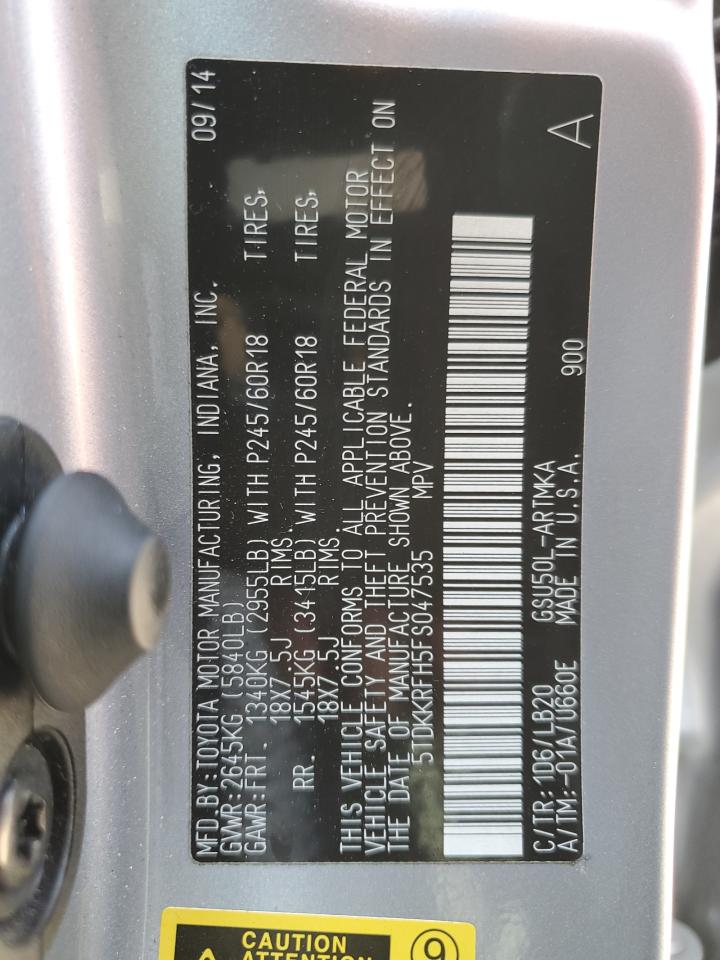 MFD BY:TOYOTA MOTOR MANUFACTURING, INDIANA, INC. 09/14
GVWR:2645KG (5840LB)
GAWR:FRT. 1340KG (2955LB) WITH P245/60R18 TIRES,
18X7.5J RIMS.
RR. 1545KG (3415LB) WITH P245/60R18 TIRES,
18X7.5J RIMS.
THIS VEHICLE CONFORMS TO ALL APPLICABLE FEDERAL MOTOR
VEHICLE SAFETY AND THEFT PREVENTION STANDARDS IN EFFECT ON
THE DATE OF MANUFACTURE SHOWN ABOVE.
5TDKKRFH5FS047535 MPV
C/TR: 1D6/LB20 GSU50L-ARTMKA
A/TM:-01A/U660E MADE IN U.S.A. 900 A
CAUTION
ATTENTION
9